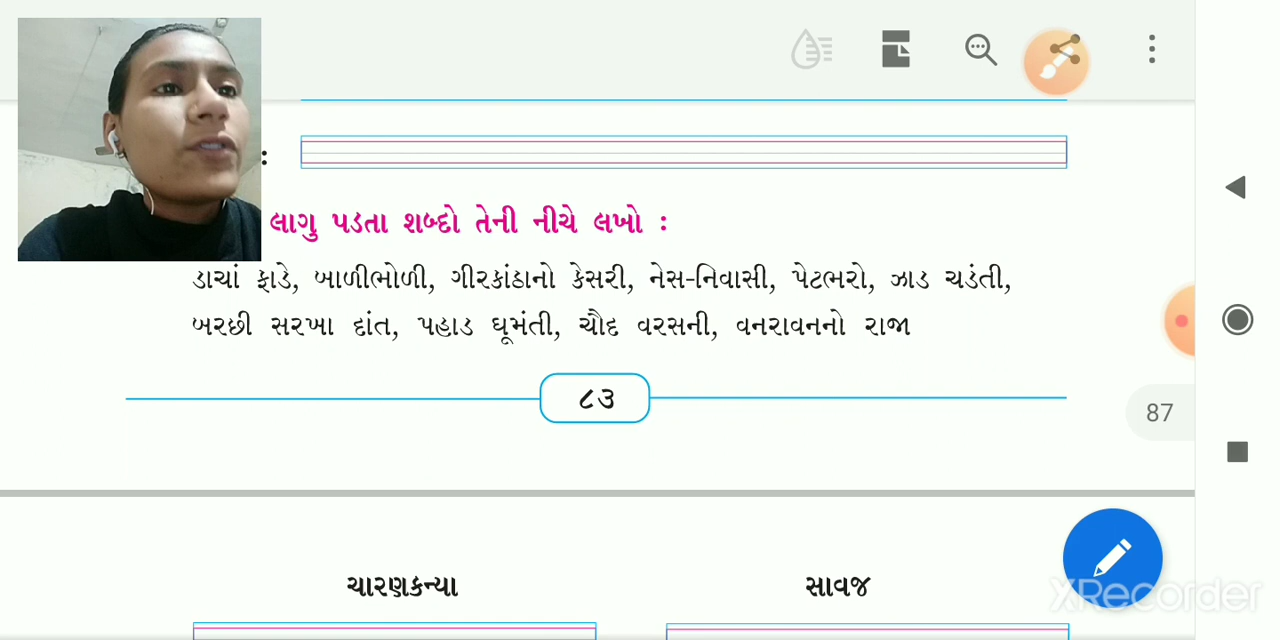 :
લાગુ પડતા શબ્દો તેની નીચે લખો :
ડાચાં ફાડે, બાળીભોળી, ગીરકાંઠાનો કેસરી, નેસ-નિવાસી, પેટભરો, ઝાડ ચડંતી,
બરછી સરખા દાંત, પહાડ ઘૂમંતી, ચૌદ વરસની, વનરાવનનો રાજા
૮૩
87
ચારણકન્યા
સાવજ
XRecorder